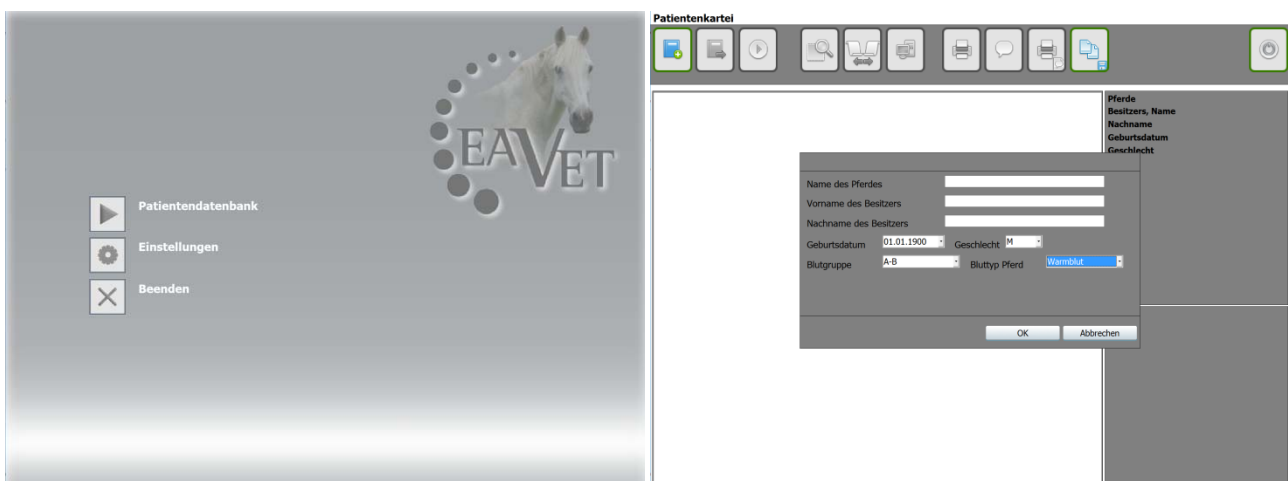 EAVET
Patientendatenbank
Einstellungen
Beenden
Patientenkartei
Pferde
Besitzers, Name
Nachname
Geburtsdatum
Geschlecht
Name des Pferdes
Vorname des Besitzers
Nachname des Besitzers
Geburtsdatum 01.01.1900 Geschlecht M
Blutgruppe A-B Bluttyp Pferd Warmblut
OK Abbrechen